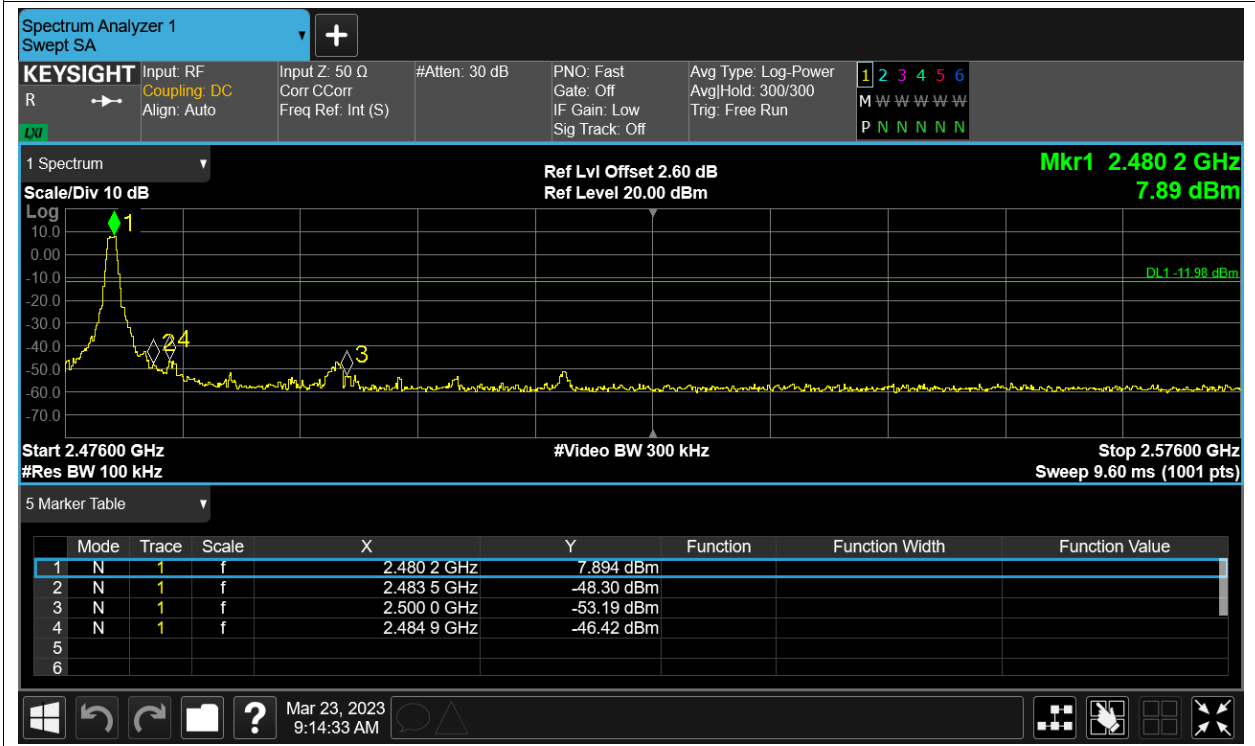 Spectrum Analyzer 1
Swept SA
+
KEYSIGHT
R
LXI
Input: RF
Coupling: DC
Align: Auto
Input Z: 50 Ω
Corr CCorr
Freq Ref: Int (S)
#Atten: 30 dB
PNO: Fast
Gate: Off
IF Gain: Low
Sig Track: Off
Avg Type: Log-Power
Avg|Hold: 300/300
Trig: Free Run
1 2 3 4 5 6
M W W W W W
P N N N N N
1 Spectrum
Scale/Div 10 dB
Ref Lvl Offset 2.60 dB
Ref Level 20.00 dBm
Mkr1 2.480 2 GHz
7.89 dBm
Log
10.0
0.00
-10.0
-20.0
-30.0
-40.0
-50.0
-60.0
-70.0
1
2
4
3
DL1 -11.98 dBm
Start 2.47600 GHz
#Video BW 300 kHz
Stop 2.57600 GHz
#Res BW 100 kHz
Sweep 9.60 ms (1001 pts)
5 Marker Table
Mode Trace Scale X Y Function Function Width Function Value
1 N 1 f 2.480 2 GHz 7.894 dBm
2 N 1 f 2.483 5 GHz -48.30 dBm
3 N 1 f 2.500 0 GHz -53.19 dBm
4 N 1 f 2.484 9 GHz -46.42 dBm
5
6
?
Mar 23, 2023
9:14:33 AM